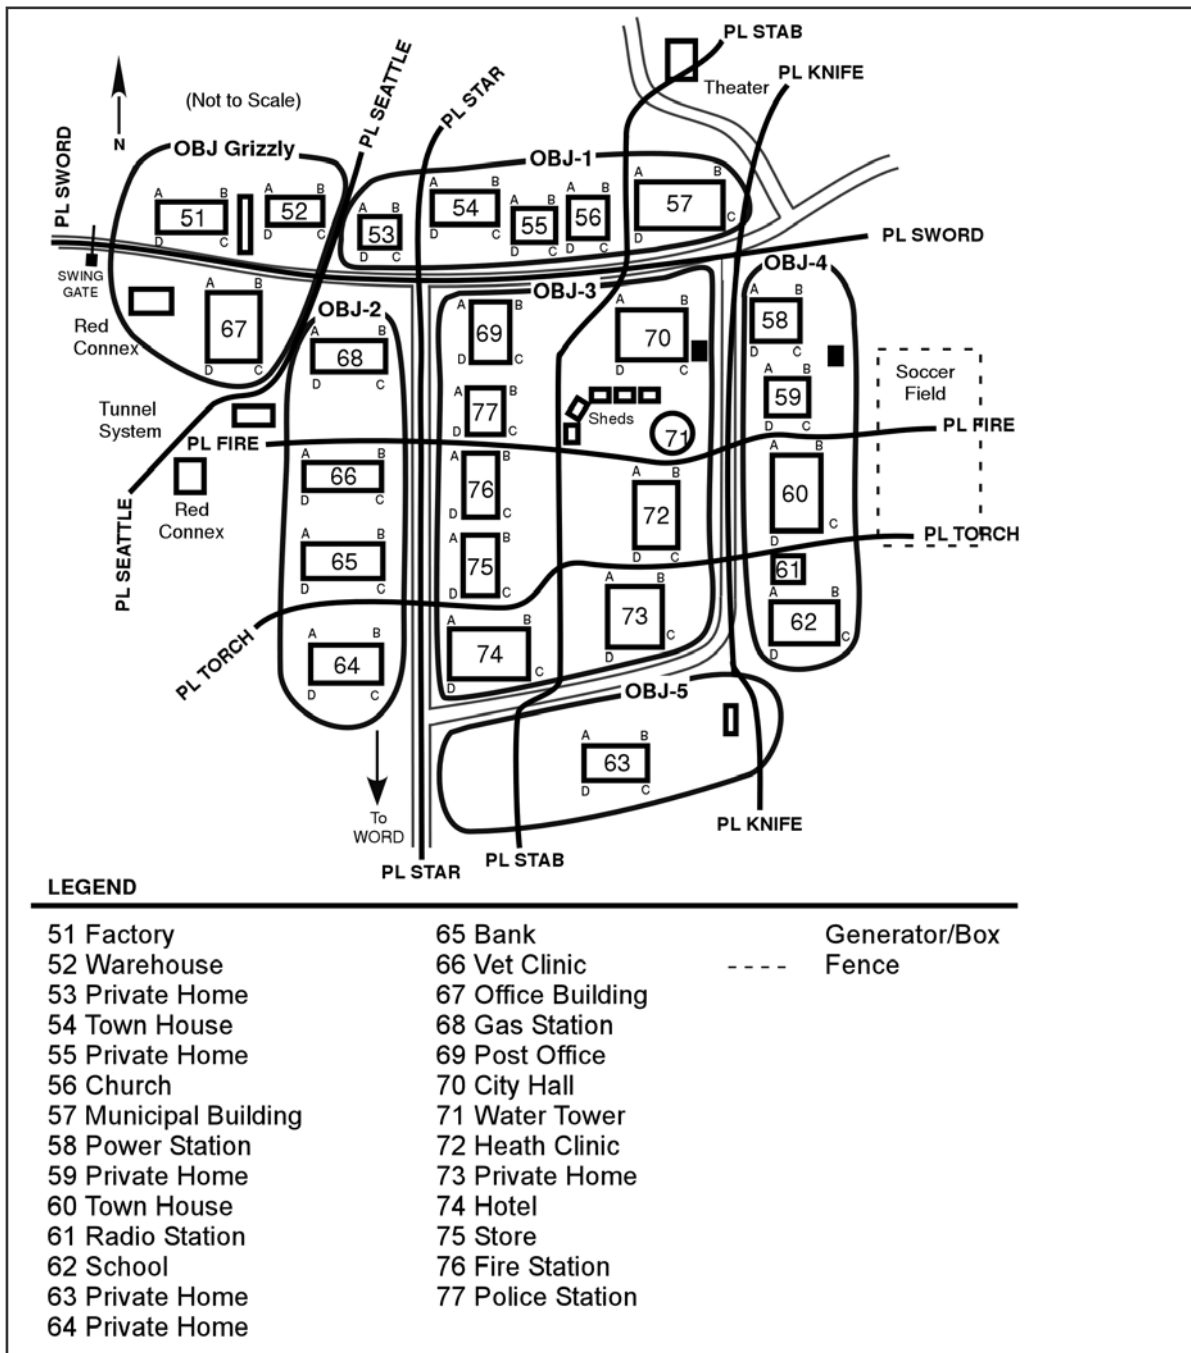 PL STAB
PL KNIFE
Theater
(Not to Scale)
PL SEATTLE
PL STAR
N
PL SWORD
OBJ Grizzly
OBJ-1
A B
51
D C
A B
52
C
A B
53
D C
A B
54
D C
A B
55
D C
A B
56
D C
A B
57
C
D
PL SWORD
SWING
GATE
Red
Connex
A B
67
D C
OBJ-2
A B
68
D C
OBJ-3
A B
69
D C
A B
70
D C
OBJ-4
A B
58
D C
Soccer
Field
A B
77
D C
Sheds
71
A B
59
D C
Tunnel
System
PL FIRE
PL FIRE
A B
66
D C
A B
76
D C
A B
72
D C
A B
60
C
D
Red
Connex
PL SEATTLE
PL TORCH
A B
65
D C
A B
75
D C
61
A B
73
C
D
A B
62
C
D
PL TORCH
A B
64
D C
A B
74
C
D
OBJ-5
A B
63
D C
To
WORD
PL STAR
PL STAB
PL KNIFE
LEGEND
51 Factory
52 Warehouse
53 Private Home
54 Town House
55 Private Home
56 Church
57 Municipal Building
58 Power Station
59 Private Home
60 Town House
61 Radio Station
62 School
63 Private Home
64 Private Home
65 Bank
66 Vet Clinic
67 Office Building
68 Gas Station
69 Post Office
70 City Hall
71 Water Tower
72 Heath Clinic
73 Private Home
74 Hotel
75 Store
76 Fire Station
77 Police Station
Generator/Box
Fence